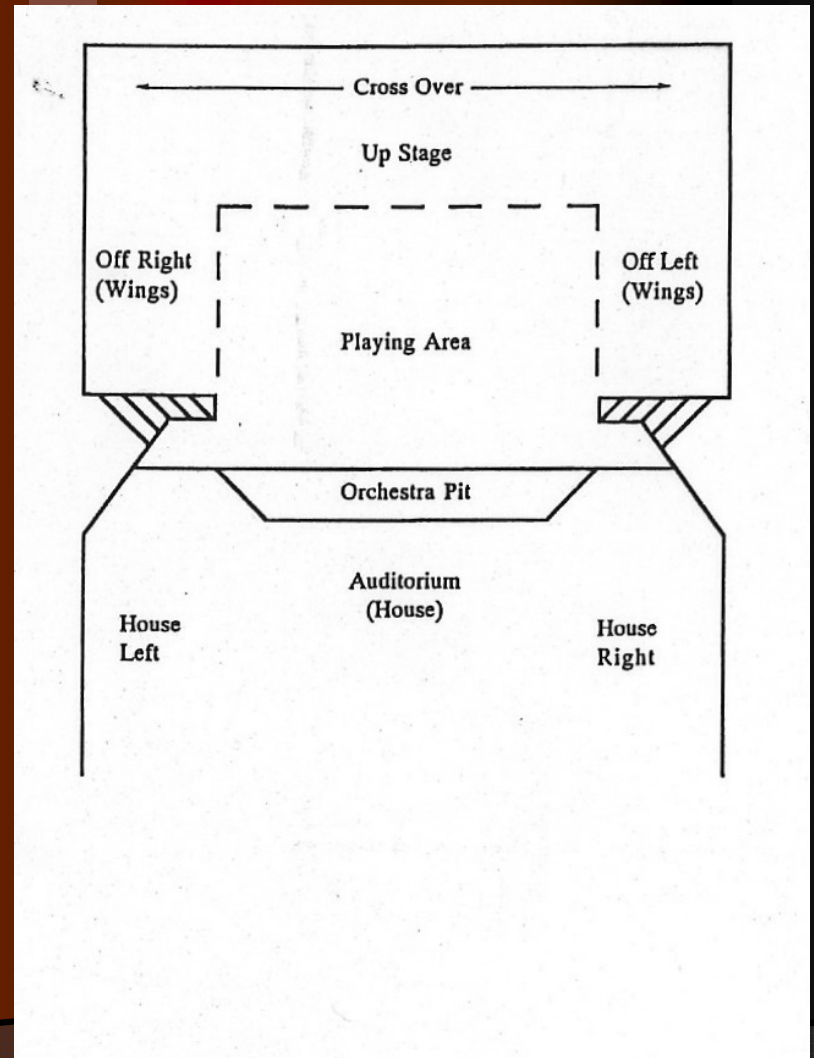 Cross Over
Up Stage
Off Right
(Wings)
Off Left
(Wings)
Playing Area
Orchestra Pit
Auditorium
(House)
House
Left
House
Right